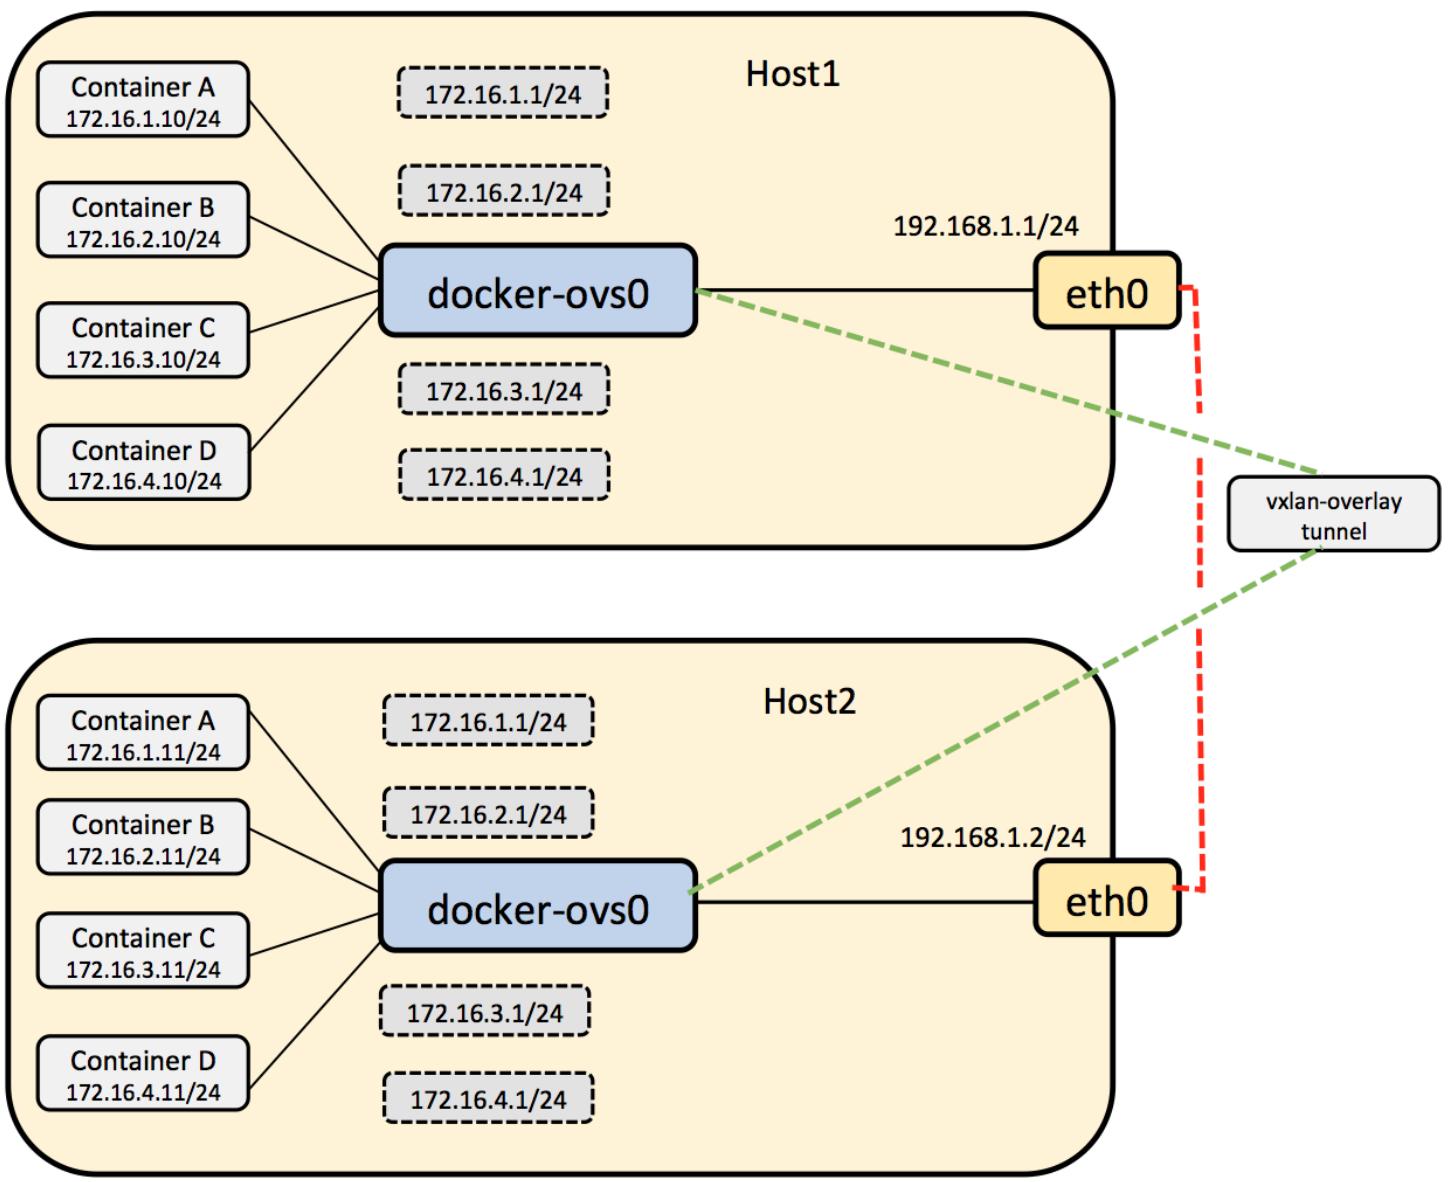 Host1
Container A
172.16.1.10/24
Container B
172.16.2.10/24
Container C
172.16.3.10/24
Container D
172.16.4.10/24
172.16.1.1/24
172.16.2.1/24
docker-ovs0
172.16.3.1/24
172.16.4.1/24
192.168.1.1/24
eth0
vxlan-overlay
tunnel
Host2
Container A
172.16.1.11/24
Container B
172.16.2.11/24
Container C
172.16.3.11/24
Container D
172.16.4.11/24
172.16.1.1/24
172.16.2.1/24
docker-ovs0
172.16.3.1/24
172.16.4.1/24
192.168.1.2/24
eth0